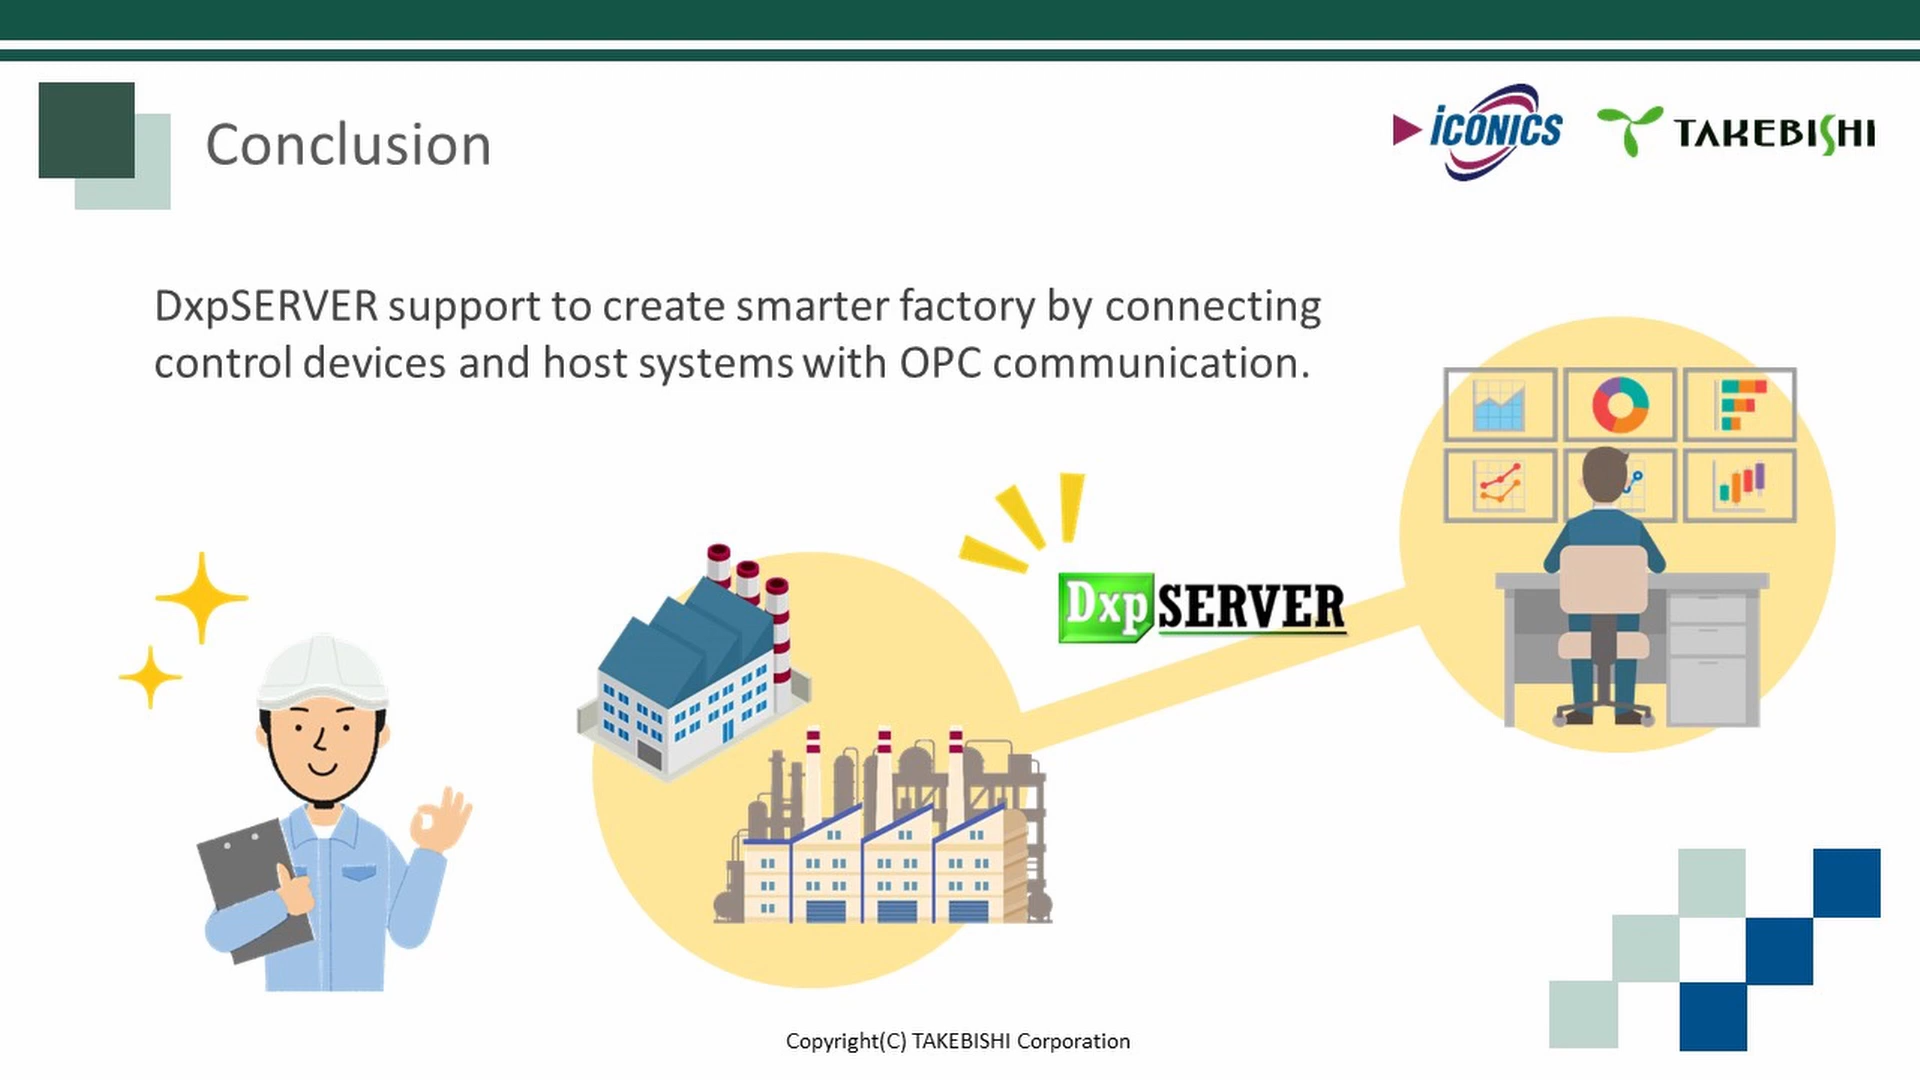 Conclusion
iCONICS
TAKEBISHI
DxpSERVER support to create smarter factory by connecting
control devices and host systems with OPC communication.
DxpSERVER
Copyright(C) TAKEBISHI Corporation